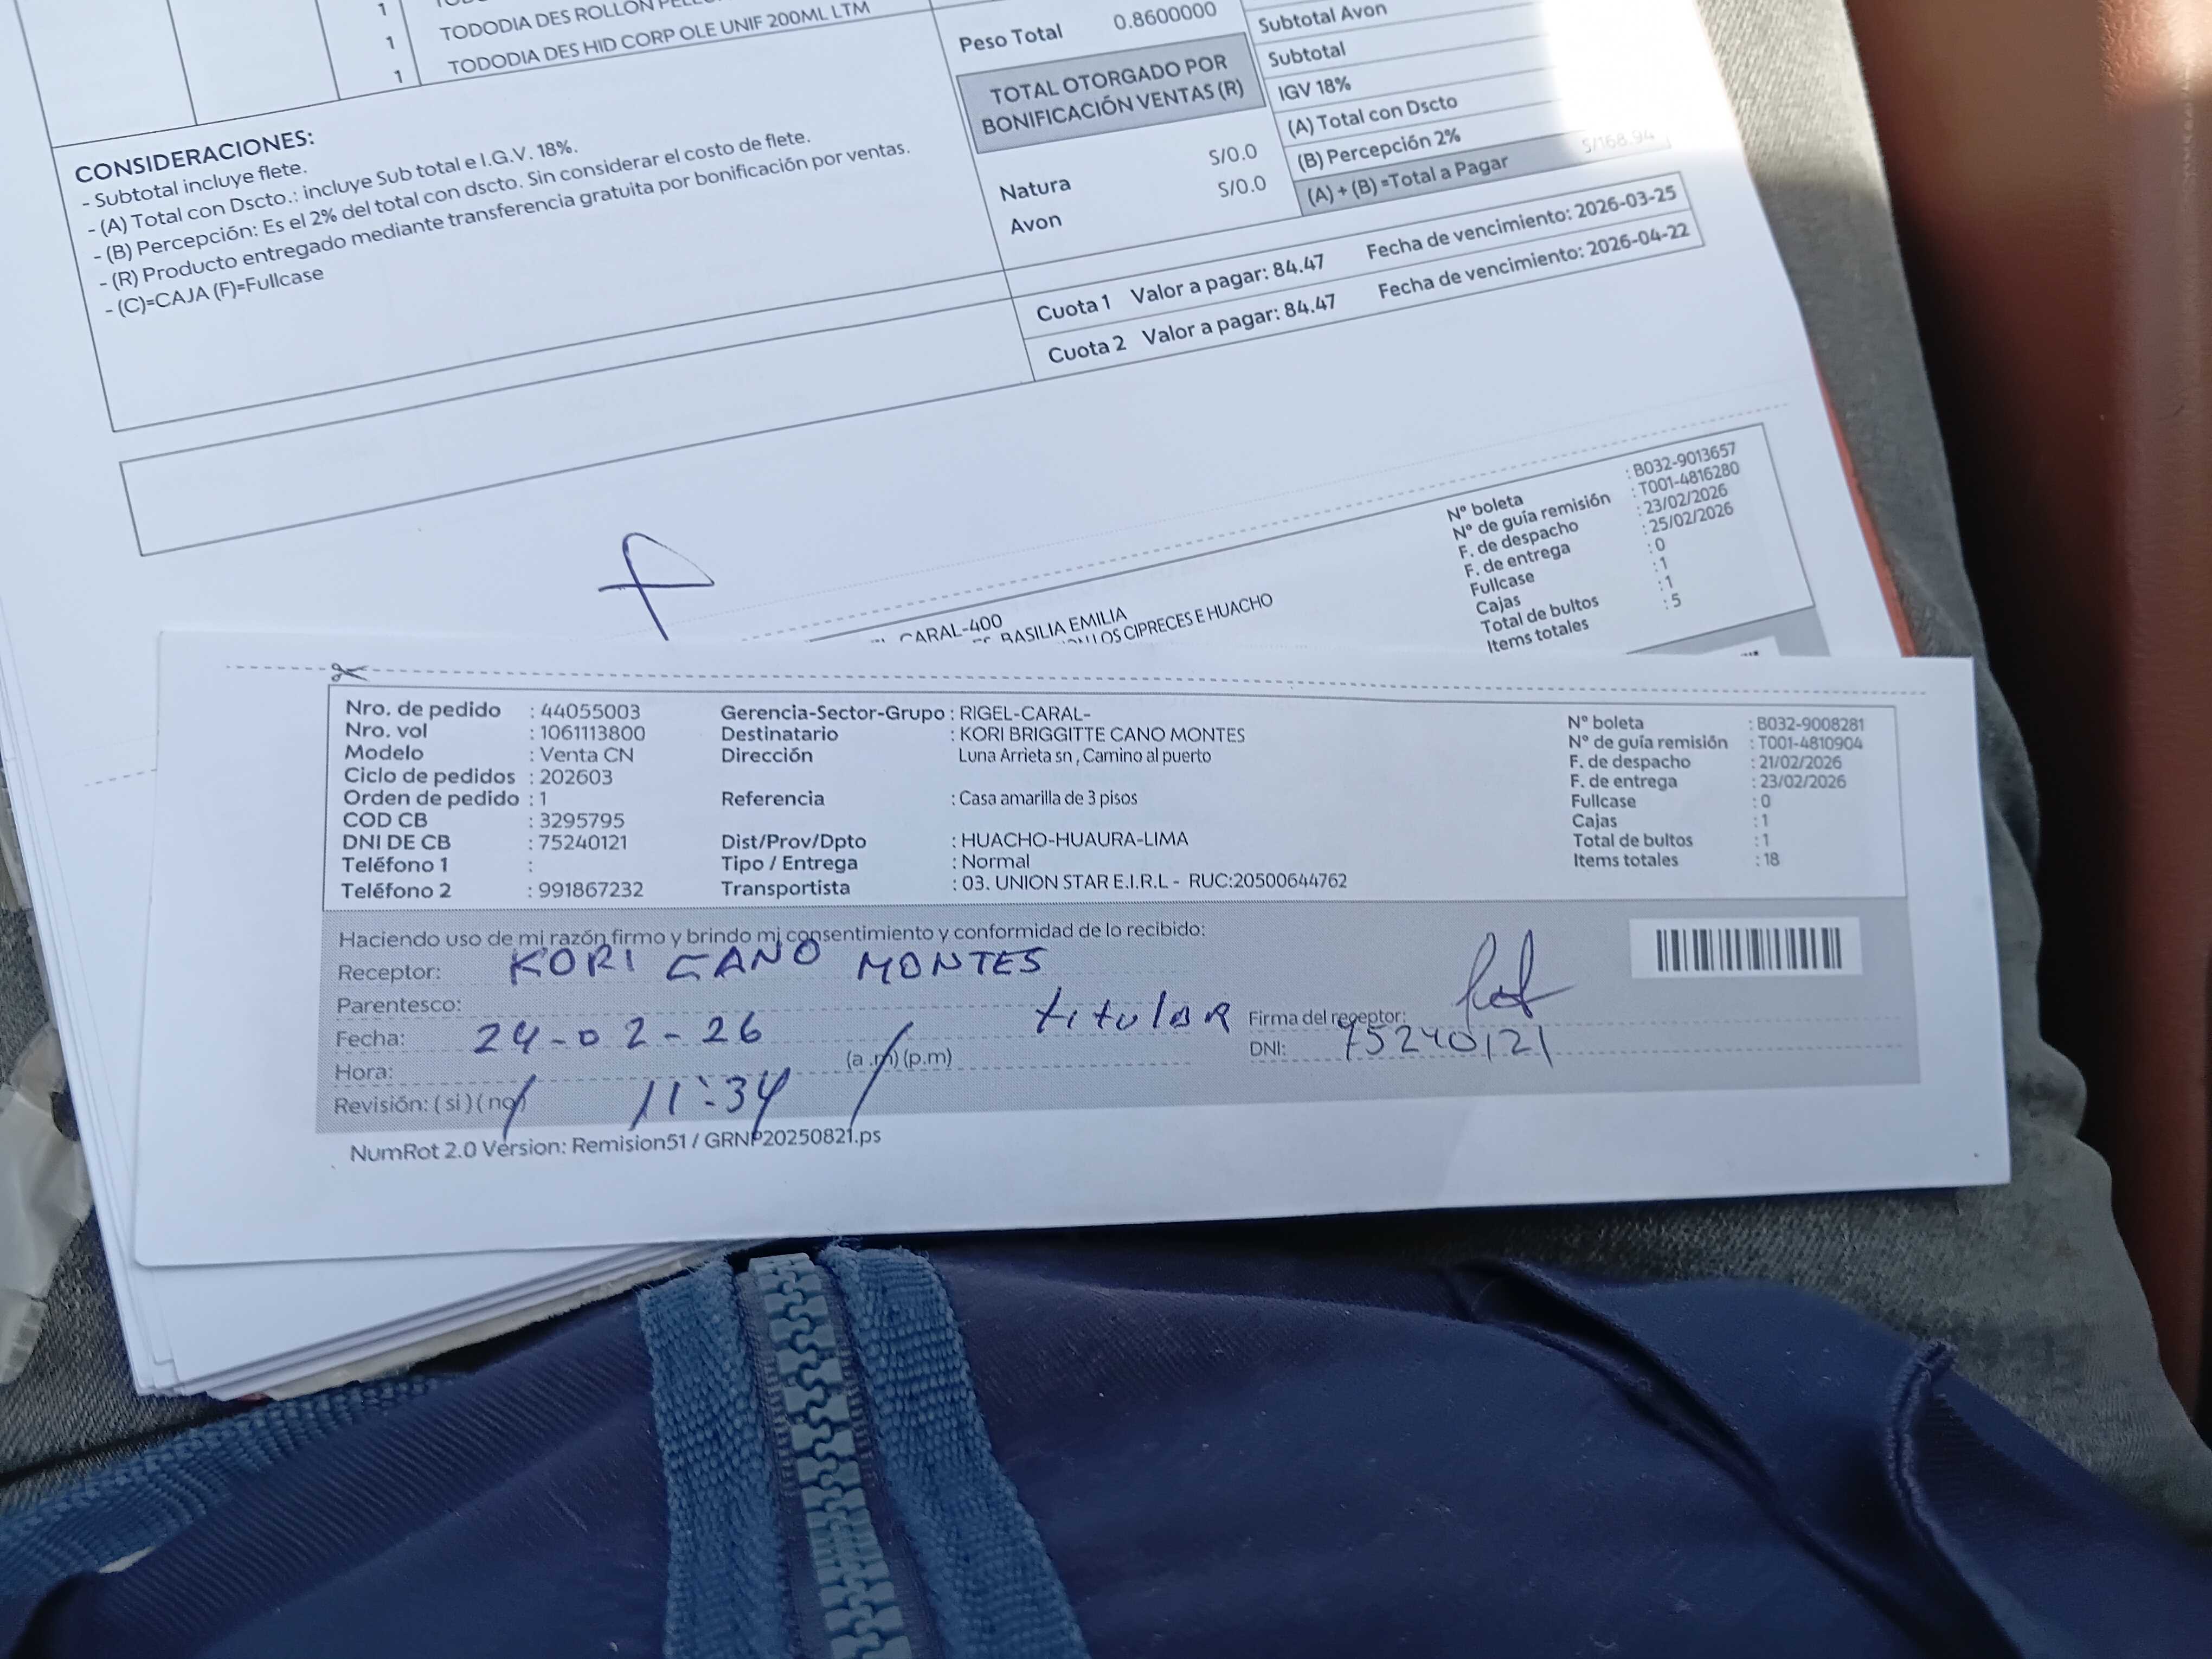 1
1 TODODIA DES ROLLON
1 TODODIA DES HID CORP OLE UNIF 200ML LTM
CONSIDERACIONES:
- Subtotal incluye flete.
- (A) Total con Dscto.: incluye Sub total e I.G.V. 18%.
- (B) Percepción: Es el 2% del total con dscto. Sin considerar el costo de flete.
- (R) Producto entregado mediante transferencia gratuita por bonificación por ventas.
- (C)=CAJA (F)=Fullcase
Peso Total 0.8600000
TOTAL OTORGADO POR
BONIFICACIÓN VENTAS (R)
Natura S/0.0
Avon S/0.0
Subtotal Avon
Subtotal
IGV 18%
(A) Total con Dscto
(B) Percepción 2%
(A) + (B) =Total a Pagar S/168.94
Cuota 1 Valor a pagar: 84.47 Fecha de vencimiento: 2026-03-25
Cuota 2 Valor a pagar: 84.47 Fecha de vencimiento: 2026-04-22
CARAL-400
BASILIA EMILIA
LOS CIPRECES E HUACHO
N° boleta : B032-9013657
N° de guía remisión : T001-4816280
F. de despacho : 23/02/2026
F. de entrega : 25/02/2026
Fullcase : 0
Cajas : 1
Total de bultos : 1
Items totales : 5
Nro. de pedido : 44055003
Nro. vol : 1061113800
Modelo : Venta CN
Ciclo de pedidos : 202603
Orden de pedido : 1
COD CB : 3295795
DNI DE CB : 75240121
Teléfono 1 :
Teléfono 2 : 991867232
Gerencia-Sector-Grupo : RIGEL-CARAL-
Destinatario : KORI BRIGGITTE CANO MONTES
Dirección Luna Arrieta sn , Camino al puerto
Referencia : Casa amarilla de 3 pisos
Dist/Prov/Dpto : HUACHO-HUAURA-LIMA
Tipo / Entrega : Normal
Transportista : 03. UNION STAR E.I.R.L - RUC:20500644762
N° boleta : B032-9008281
N° de guía remisión : T001-4810904
F. de despacho : 21/02/2026
F. de entrega : 23/02/2026
Fullcase : 0
Cajas : 1
Total de bultos : 1
Items totales : 18
Haciendo uso de mi razón firmo y brindo mi consentimiento y conformidad de lo recibido:
Receptor: KORI CANO MONTES
Parentesco: titular
Fecha: 24-02-26
Hora: 11:34 (a.m) (p.m)
Revisión: ( si ) ( no )
Firma del receptor:
DNI: 75240121
NumRot 2.0 Version: Remision51 / GRNP20250821.ps